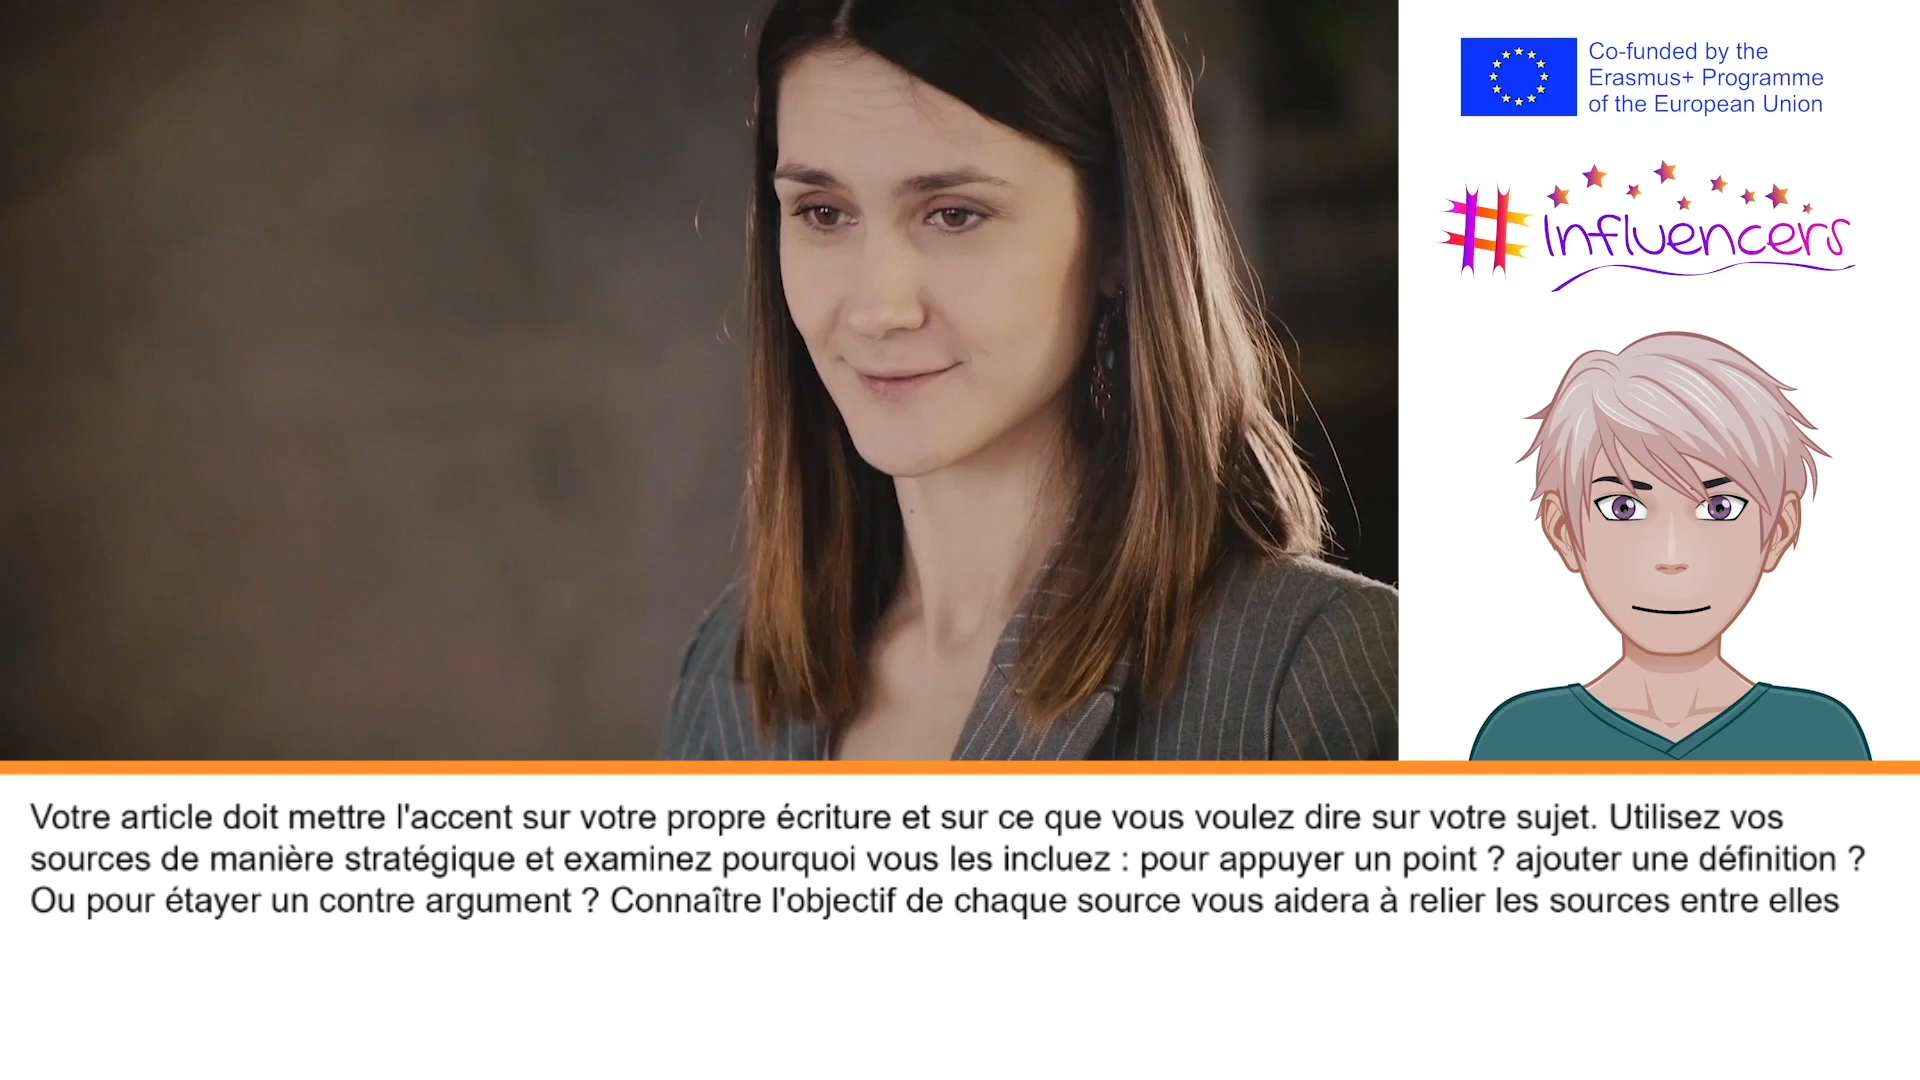 Co-funded by the
Erasmus+ Programme
of the European Union
#Influencers
Votre article doit mettre l'accent sur votre propre écriture et sur ce que vous voulez dire sur votre sujet. Utilisez vos
sources de manière stratégique et examinez pourquoi vous les incluez : pour appuyer un point ? ajouter une définition ?
Ou pour étayer un contre argument ? Connaître l'objectif de chaque source vous aidera à relier les sources entre elles